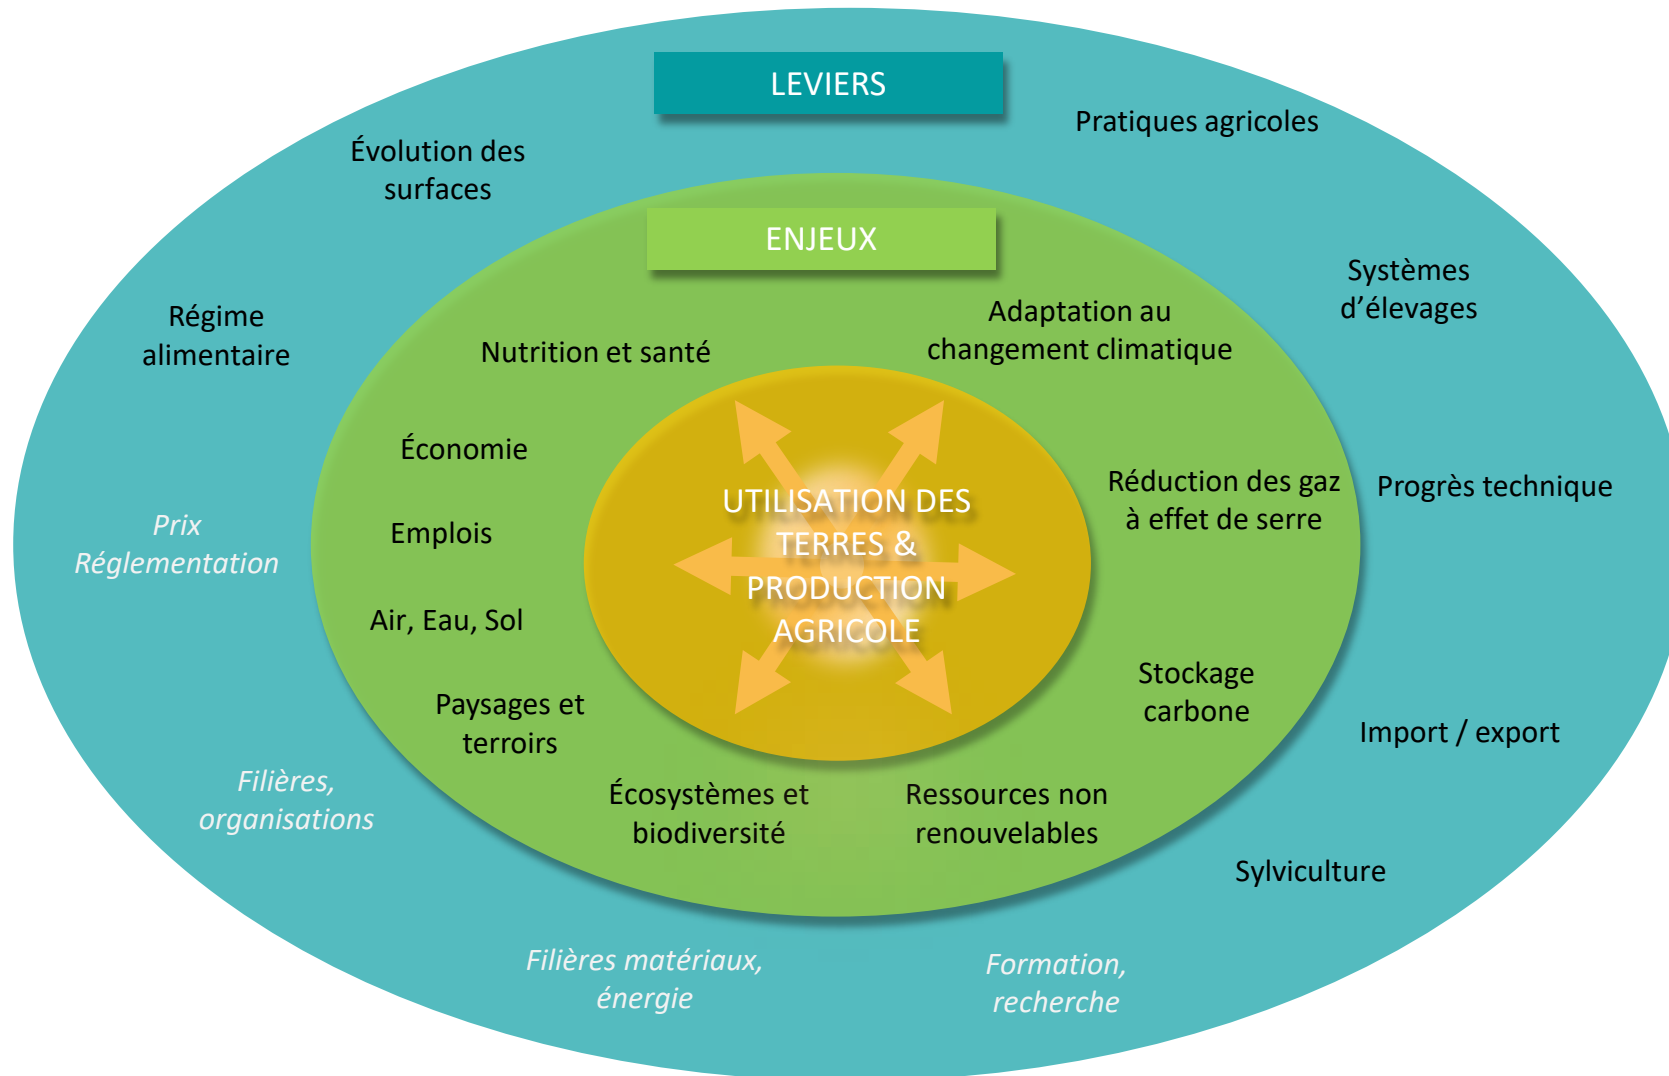 LEVIERS
Pratiques agricoles
Évolution des
surfaces
ENJEUX
Systèmes
d’élevages
Régime
alimentaire
Nutrition et santé
Adaptation au
changement climatique
Économie
Réduction des gaz
à effet de serre
Progrès technique
UTILISATION DES
TERRES &
PRODUCTION
AGRICOLE
Prix
Réglementation
Emplois
Air, Eau, Sol
Stockage
carbone
Paysages et
terroirs
Import / export
Filières,
organisations
Écosystèmes et
biodiversité
Ressources non
renouvelables
Sylviculture
Filières matériaux,
énergie
Formation,
recherche